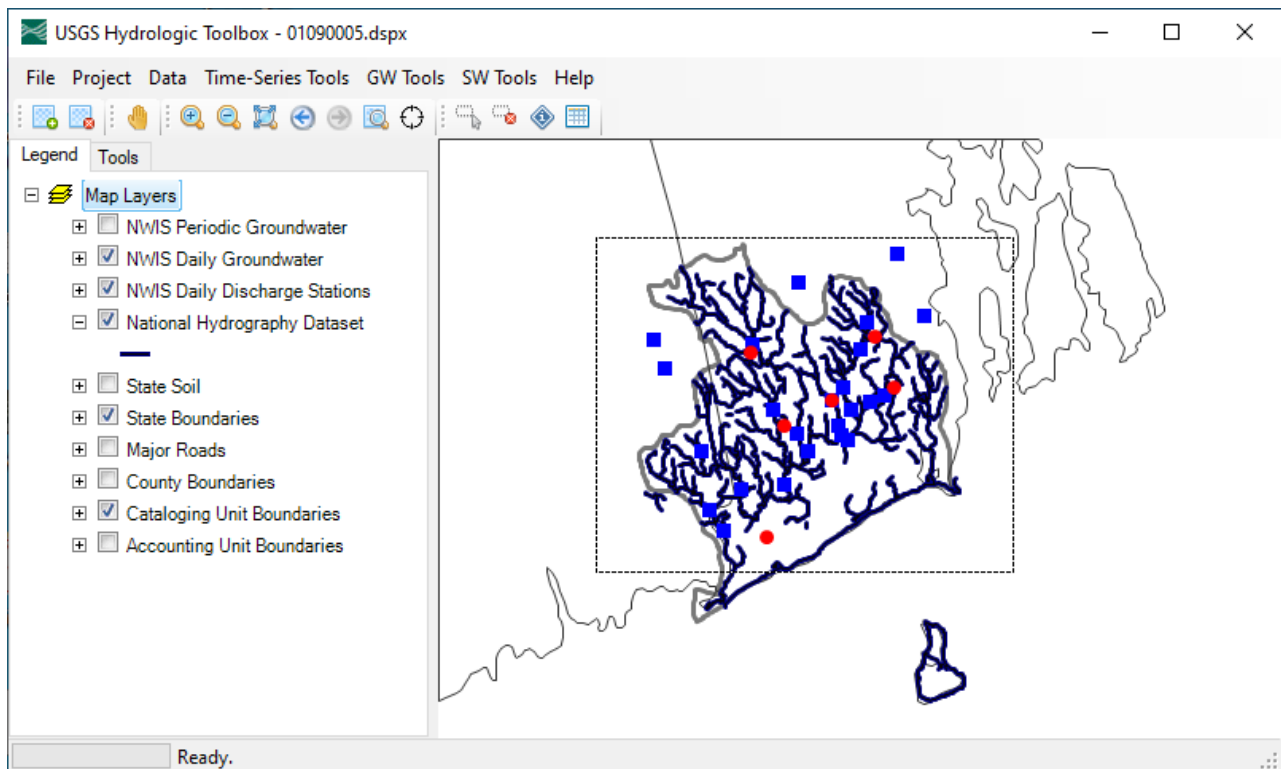 USGS Hydrologic Toolbox - 01090005.dspx
File Project Data Time-Series Tools GW Tools SW Tools Help
Legend Tools
Map Layers
NWIS Periodic Groundwater
NWIS Daily Groundwater
NWIS Daily Discharge Stations
National Hydrography Dataset
State Soil
State Boundaries
Major Roads
County Boundaries
Cataloging Unit Boundaries
Accounting Unit Boundaries
Ready.